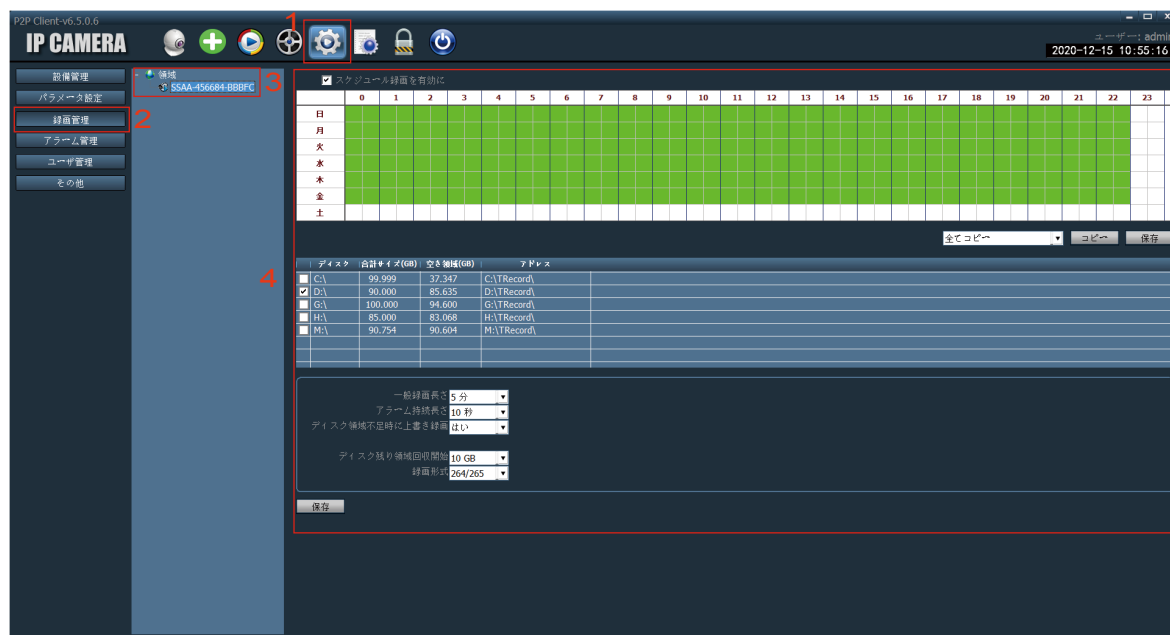 P2P Client-v6.5.0.6
IP CAMERA
1
ユーザー: admin
2020-12-15 10:55:16
設備管理
パラメータ設定
録画管理
アラーム管理
ユーザ管理
その他
2
領域
SSAA-456684-BBBFC
3
スケジュール録画を有効に
0 1 2 3 4 5 6 7 8 9 10 11 12 13 14 15 16 17 18 19 20 21 22 23
日
月
火
水
木
金
土
全てコピー コピー 保存
4
ディスク 合計サイズ(GB) 空き領域(GB) アドレス
C:\ 99.999 37.347 C:\TRecord\
D:\ 90.000 85.635 D:\TRecord\
G:\ 100.000 94.600 G:\TRecord\
H:\ 85.000 83.068 H:\TRecord\
M:\ 90.754 90.604 M:\TRecord\
一般録画長さ 5 分
アラーム持続長さ 10 秒
ディスク領域不足時に上書き録画 はい
ディスク残り領域回収開始 10 GB
録画形式 264/265
保存